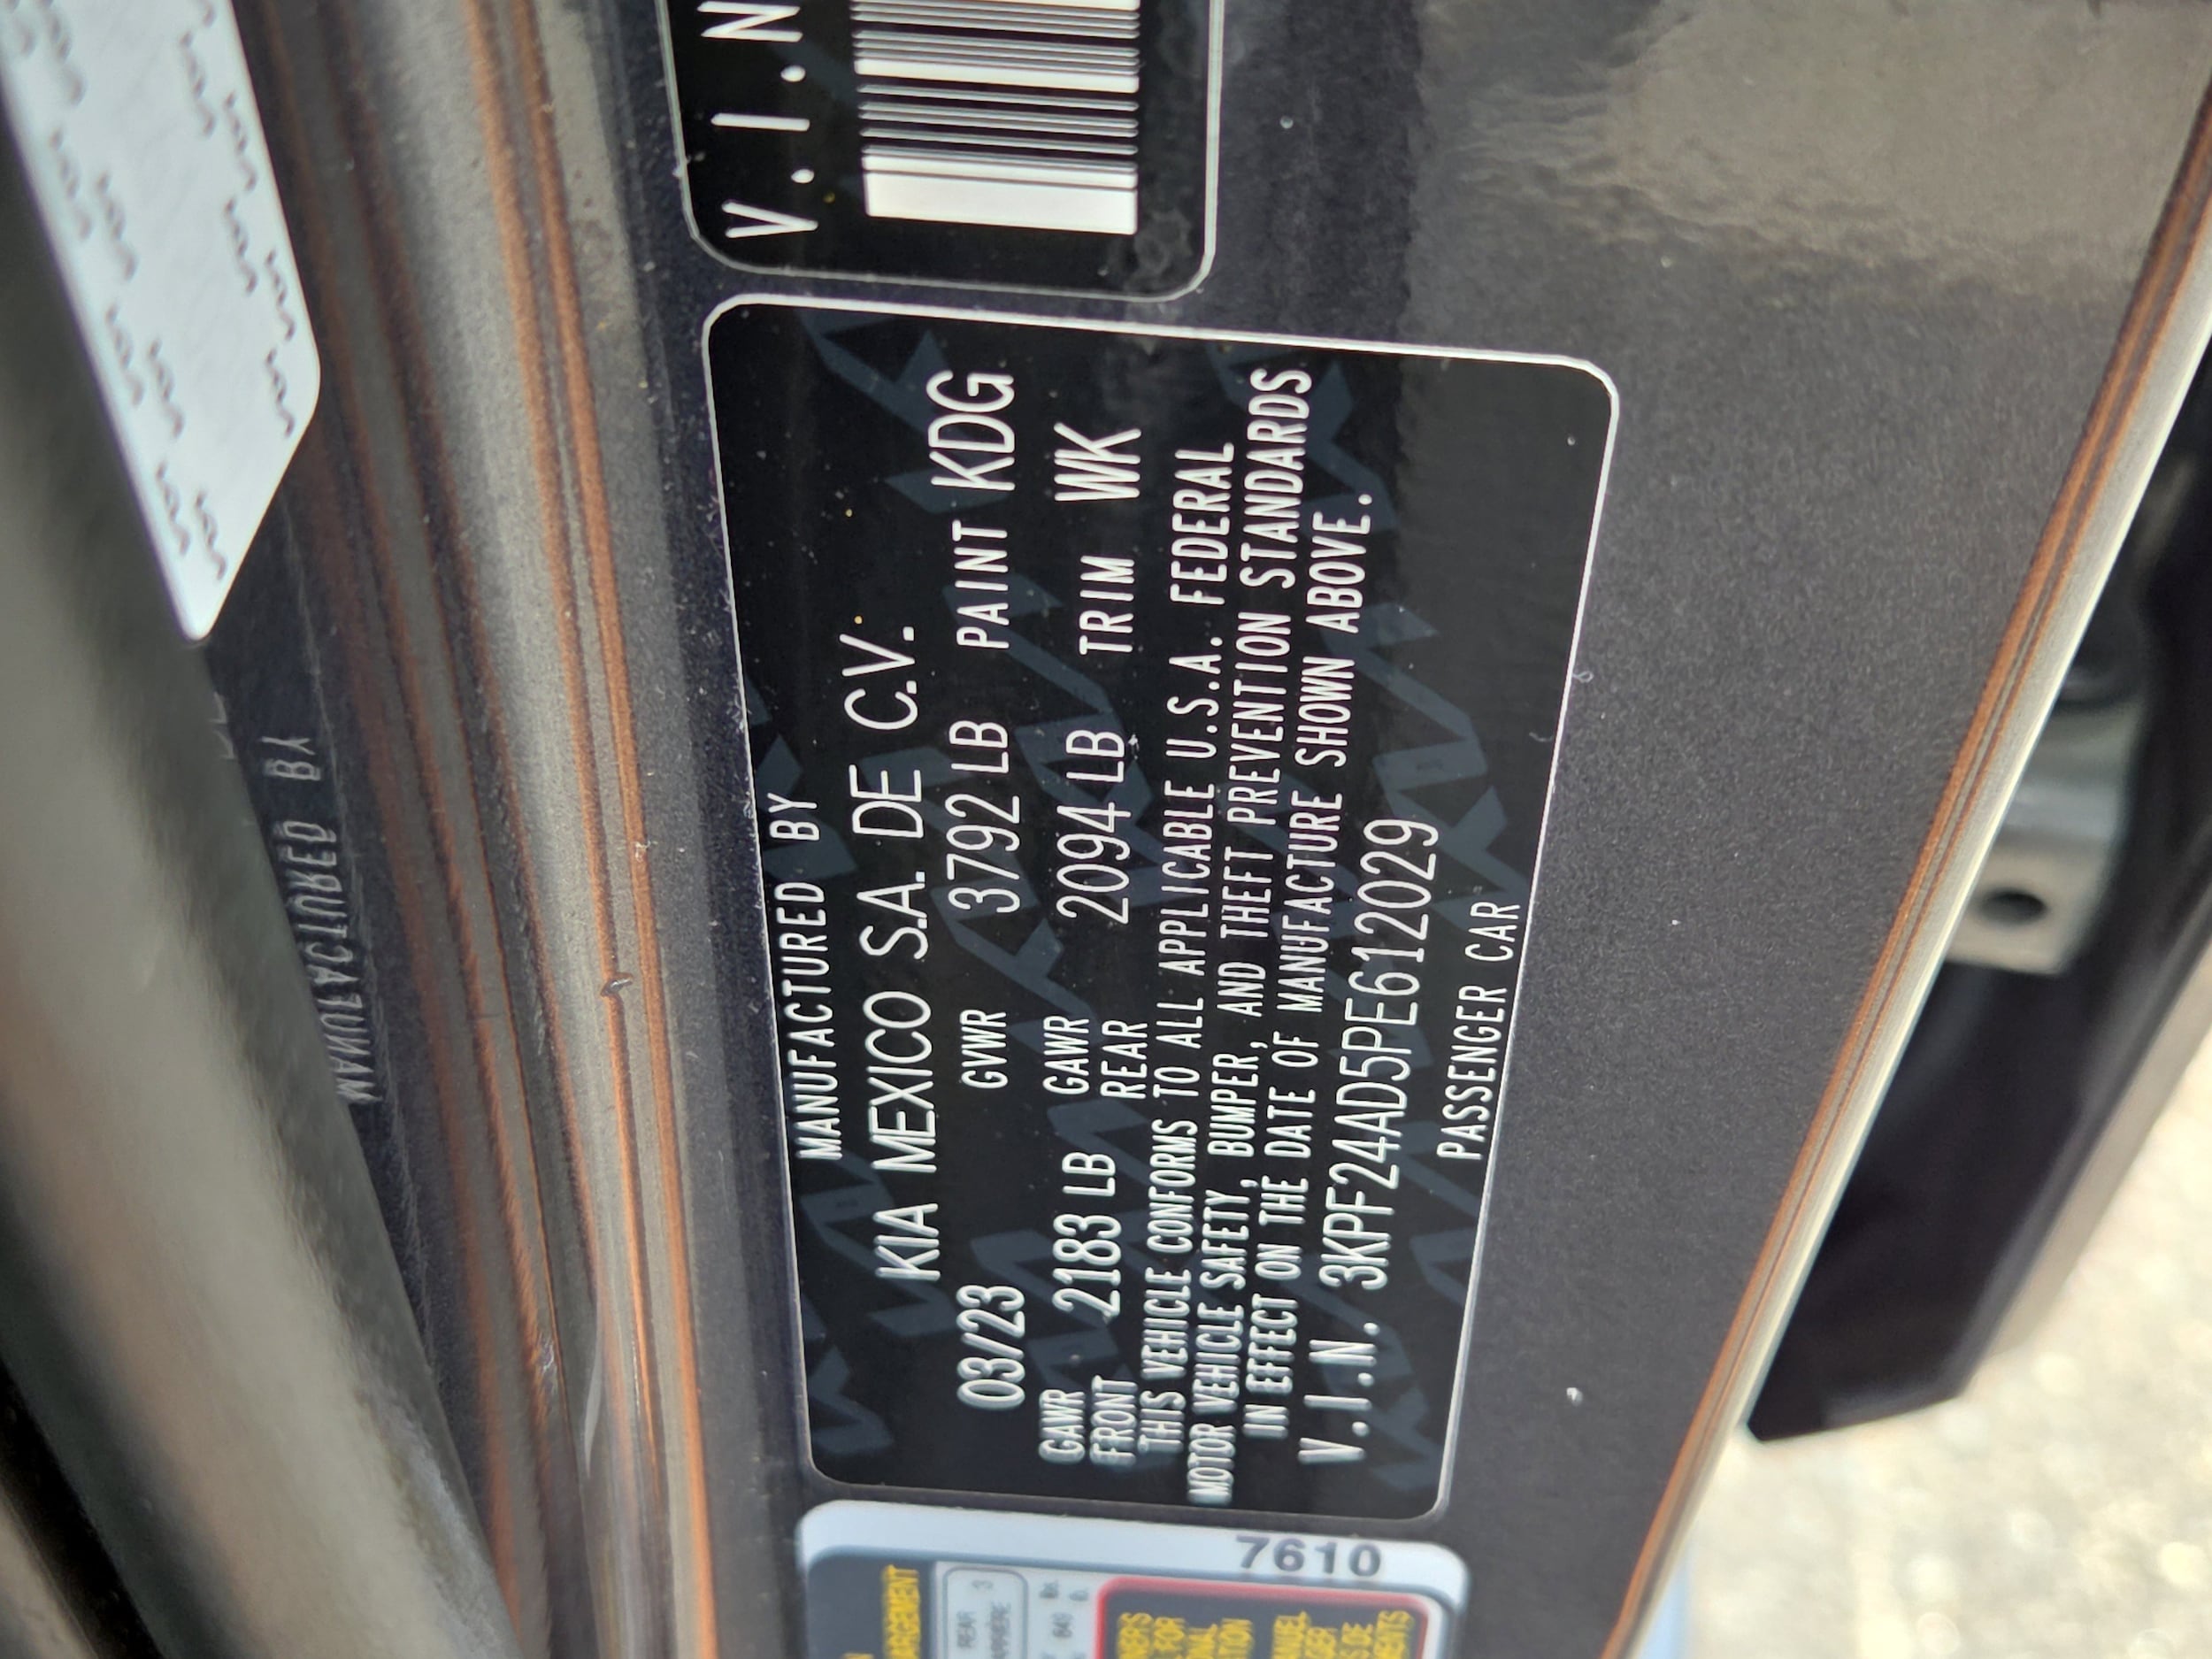 V.I.N
MANUFACTURED BY
KIA MEXICO S.A. DE C.V.
03/23 GVWR 3792 LB PAINT KDG
GAWR FRONT 2183 LB GAWR REAR 2094 LB TRIM WK
THIS VEHICLE CONFORMS TO ALL APPLICABLE U.S.A. FEDERAL
MOTOR VEHICLE SAFETY, BUMPER, AND THEFT PREVENTION STANDARDS
IN EFFECT ON THE DATE OF MANUFACTURE SHOWN ABOVE.
V.I.N. 3KPF24AD5PE612029
PASSENGER CAR
7610
REAR 3
MANUFACTURED BY